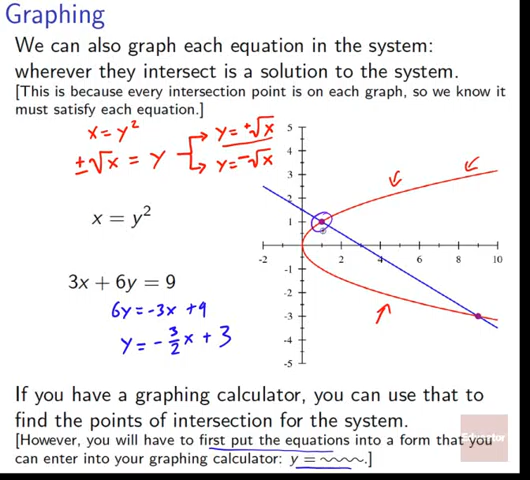 Graphing
We can also graph each equation in the system:
wherever they intersect is a solution to the system.
[This is because every intersection point is on each graph, so we know it
must satisfy each equation.]
x = y²
±√x = y → y = +√x
→ y = -√x
x = y²
3x + 6y = 9
6y = -3x + 9
y = -3/2 x + 3
5
4
3
2
1
-1
-2
-3
-4
-5
-2 2 4 6 8 10
If you have a graphing calculator, you can use that to
find the points of intersection for the system.
[However, you will have to first put the equations into a form that you
can enter into your graphing calculator: y = .]